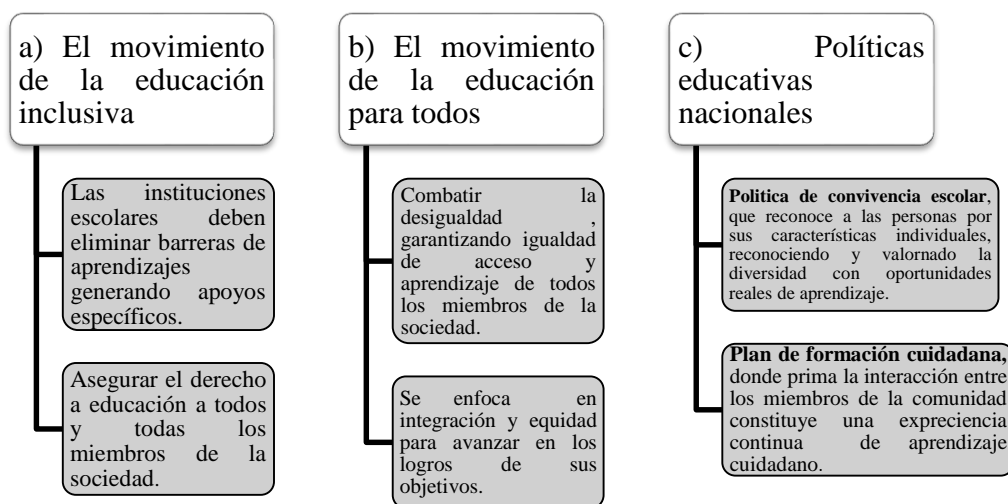 a) El movimiento
de la educación
inclusiva
Las instituciones
escolares deben
eliminar barreras de
aprendizajes
generando apoyos
específicos.
Asegurar el derecho
a educación a todos
y todas los
miembros de la
sociedad.
b) El movimiento
de la educación
para todos
Combatir la
desigualdad ,
garantizando igualdad
de acceso y
aprendizaje de todos
los miembros de la
sociedad.
Se enfoca en
integración y equidad
para avanzar en los
logros de sus
objetivos.
c) Políticas
educativas
nacionales
Politica de convivencia escolar,
que reconoce a las personas por
sus características individuales,
reconociendo y valornado la
diversidad con oportunidades
reales de aprendizaje.
Plan de formación cuidadana,
donde prima la interacción entre
los miembros de la comunidad
constituye una expreciencia
continua de aprendizaje
cuidadano.